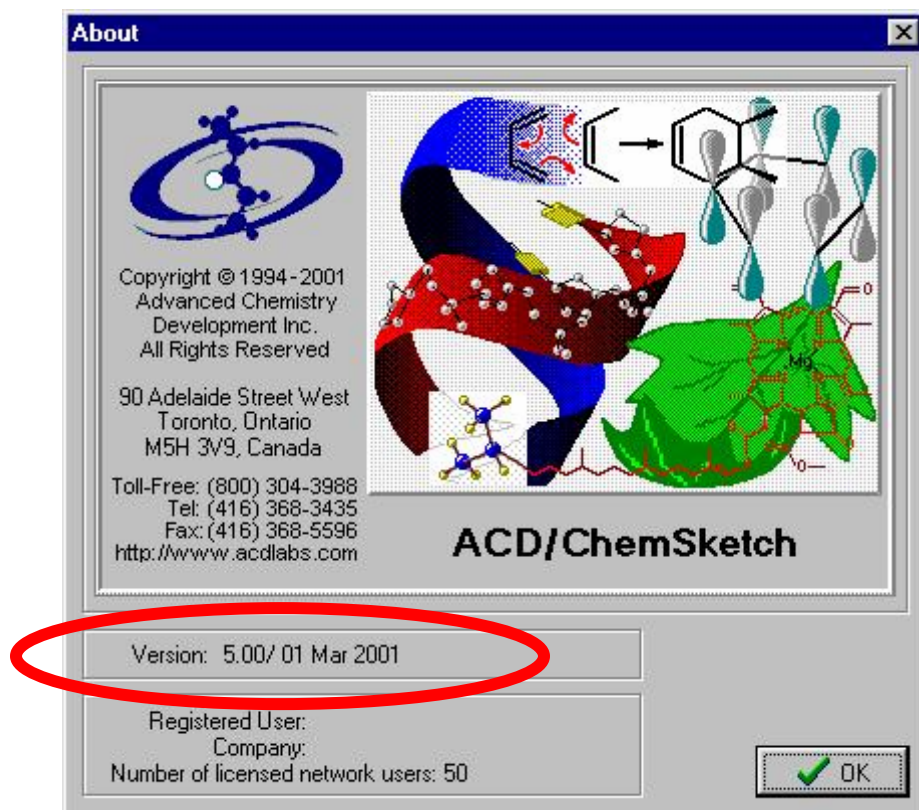 About
Copyright © 1994-2001
Advanced Chemistry
Development Inc.
All Rights Reserved
90 Adelaide Street West
Toronto, Ontario
M5H 3V9, Canada
Toll-Free: (800) 304-3988
Tel: (416) 368-3435
Fax: (416) 368-5596
http://www.acdlabs.com
Mg
O
O
ACD/ChemSketch
Version: 5.00/ 01 Mar 2001
Registered User:
Company:
Number of licensed network users: 50
OK